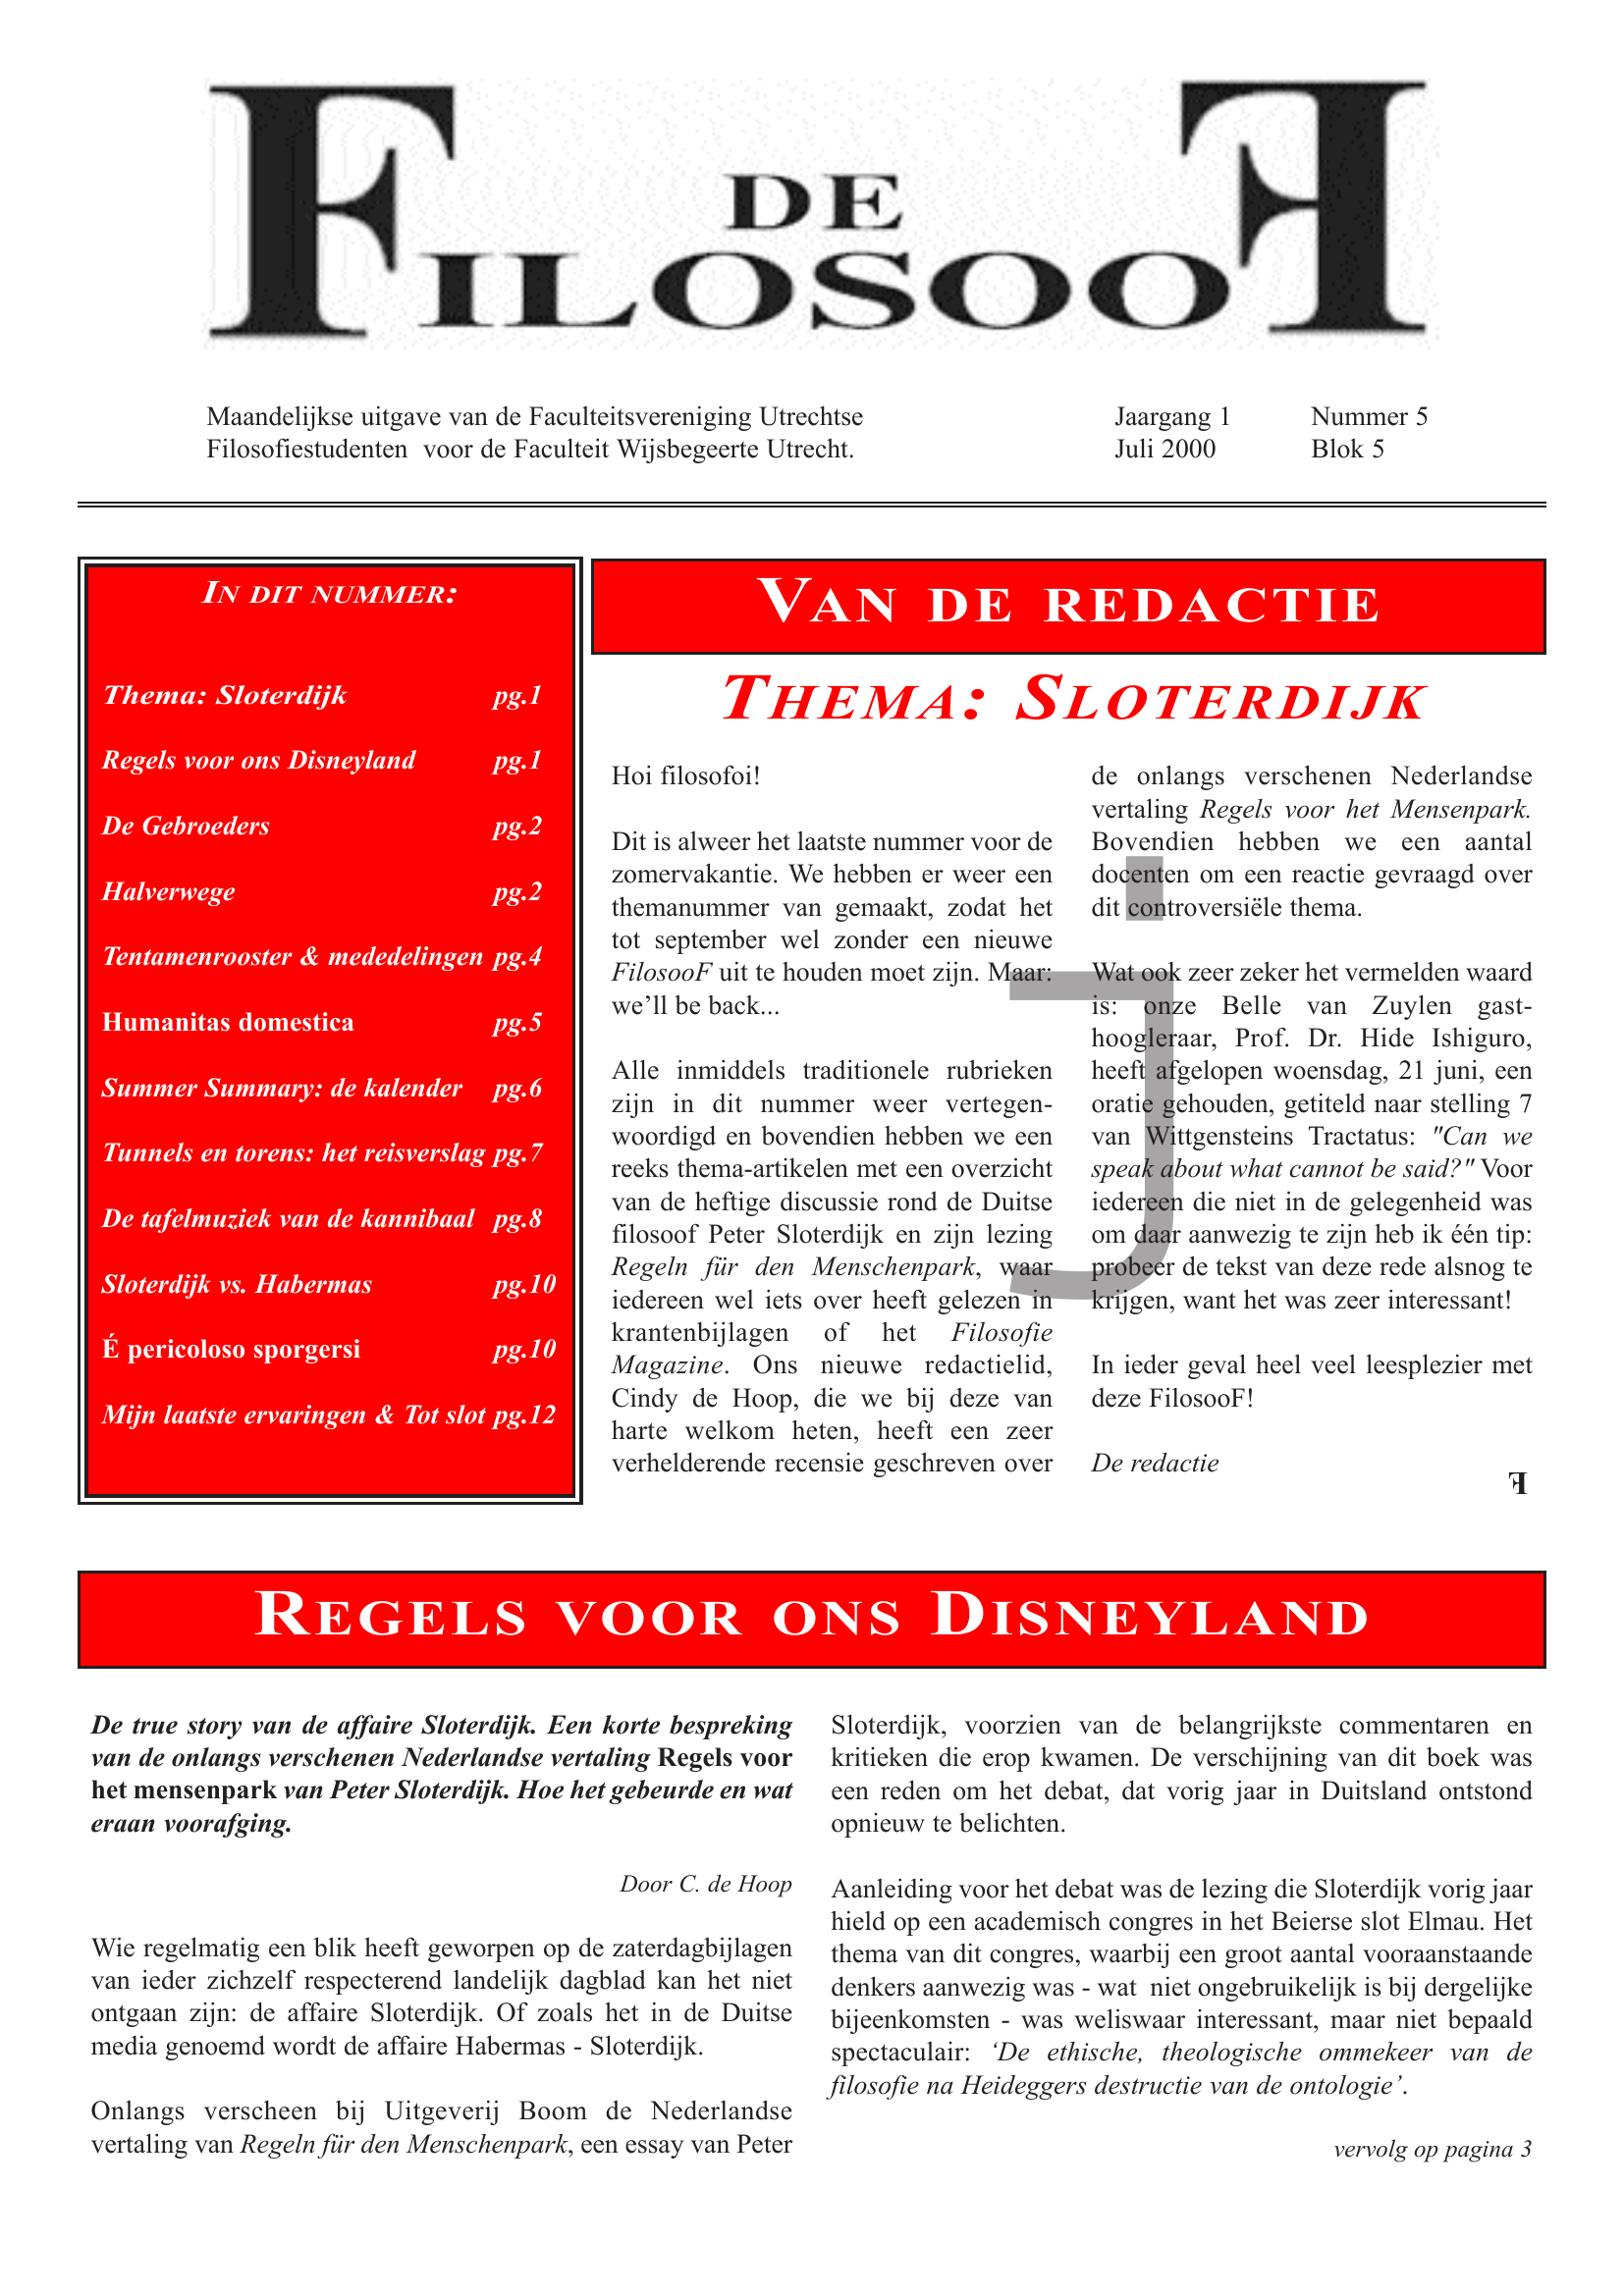 DE
FILOSOOF
Maandelijkse uitgave van de Faculteitsvereniging Utrechtse
Filosofiestudenten voor de Faculteit Wijsbegeerte Utrecht.
Jaargang 1 Nummer 5
Juli 2000 Blok 5
IN DIT NUMMER:
Thema: Sloterdijk pg.1
Regels voor ons Disneyland pg.1
De Gebroeders pg.2
Halverwege pg.2
Tentamenrooster & mededelingen pg.4
Humanitas domestica pg.5
Summer Summary: de kalender pg.6
Tunnels en torens: het reisverslag pg.7
De tafelmuziek van de kannibaal pg.8
Sloterdijk vs. Habermas pg.10
É pericoloso sporgersi pg.10
Mijn laatste ervaringen & Tot slot pg.12
VAN DE REDACTIE
THEMA: SLOTERDIJK
Hoi filosofoi!
Dit is alweer het laatste nummer voor de
zomervakantie. We hebben er weer een
themanummer van gemaakt, zodat het
tot september wel zonder een nieuwe
FilosooF uit te houden moet zijn. Maar:
we’ll be back...
Alle inmiddels traditionele rubrieken
zijn in dit nummer weer vertegen-
woordigd en bovendien hebben we een
reeks thema-artikelen met een overzicht
van de heftige discussie rond de Duitse
filosoof Peter Sloterdijk en zijn lezing
Regeln für den Menschenpark, waar
iedereen wel iets over heeft gelezen in
krantenbijlagen of het Filosofie
Magazine. Ons nieuwe redactielid,
Cindy de Hoop, die we bij deze van
harte welkom heten, heeft een zeer
verhelderende recensie geschreven over
de onlangs verschenen Nederlandse
vertaling Regels voor het Mensenpark.
Bovendien hebben we een aantal
docenten om een reactie gevraagd over
dit controversiële thema.
Wat ook zeer zeker het vermelden waard
is: onze Belle van Zuylen gast-
hoogleraar, Prof. Dr. Hide Ishiguro,
heeft afgelopen woensdag, 21 juni, een
oratie gehouden, getiteld naar stelling 7
van Wittgensteins Tractatus: "Can we
speak about what cannot be said?" Voor
iedereen die niet in de gelegenheid was
om daar aanwezig te zijn heb ik één tip:
probeer de tekst van deze rede alsnog te
krijgen, want het was zeer interessant!
In ieder geval heel veel leesplezier met
deze FilosooF!
De redactie
F
j
REGELS VOOR ONS DISNEYLAND
De true story van de affaire Sloterdijk. Een korte bespreking
van de onlangs verschenen Nederlandse vertaling Regels voor
het mensenpark van Peter Sloterdijk. Hoe het gebeurde en wat
eraan voorafging.
Door C. de Hoop
Wie regelmatig een blik heeft geworpen op de zaterdagbijlagen
van ieder zichzelf respecterend landelijk dagblad kan het niet
ontgaan zijn: de affaire Sloterdijk. Of zoals het in de Duitse
media genoemd wordt de affaire Habermas - Sloterdijk.
Onlangs verscheen bij Uitgeverij Boom de Nederlandse
vertaling van Regeln für den Menschenpark, een essay van Peter
Sloterdijk, voorzien van de belangrijkste commentaren en
kritieken die erop kwamen. De verschijning van dit boek was
een reden om het debat, dat vorig jaar in Duitsland ontstond
opnieuw te belichten.
Aanleiding voor het debat was de lezing die Sloterdijk vorig jaar
hield op een academisch congres in het Beierse slot Elmau. Het
thema van dit congres, waarbij een groot aantal vooraanstaande
denkers aanwezig was - wat niet ongebruikelijk is bij dergelijke
bijeenkomsten - was weliswaar interessant, maar niet bepaald
spectaculair: ‘De ethische, theologische ommekeer van de
filosofie na Heideggers destructie van de ontologie’.
vervolg op pagina 3